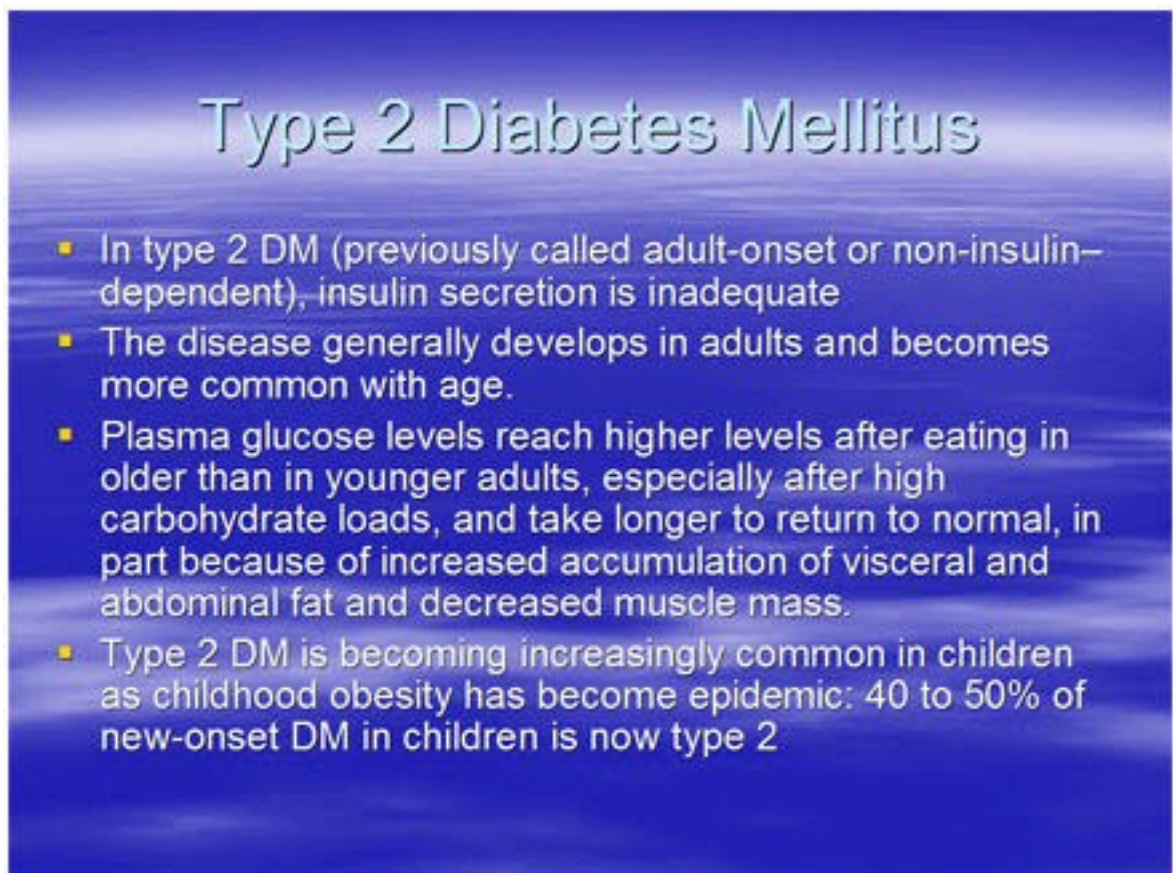 Type 2 Diabetes Mellitus
▪ In type 2 DM (previously called adult-onset or non-insulin–
dependent), insulin secretion is inadequate
▪ The disease generally develops in adults and becomes
more common with age.
▪ Plasma glucose levels reach higher levels after eating in
older than in younger adults, especially after high
carbohydrate loads, and take longer to return to normal, in
part because of increased accumulation of visceral and
abdominal fat and decreased muscle mass.
▪ Type 2 DM is becoming increasingly common in children
as childhood obesity has become epidemic: 40 to 50% of
new-onset DM in children is now type 2